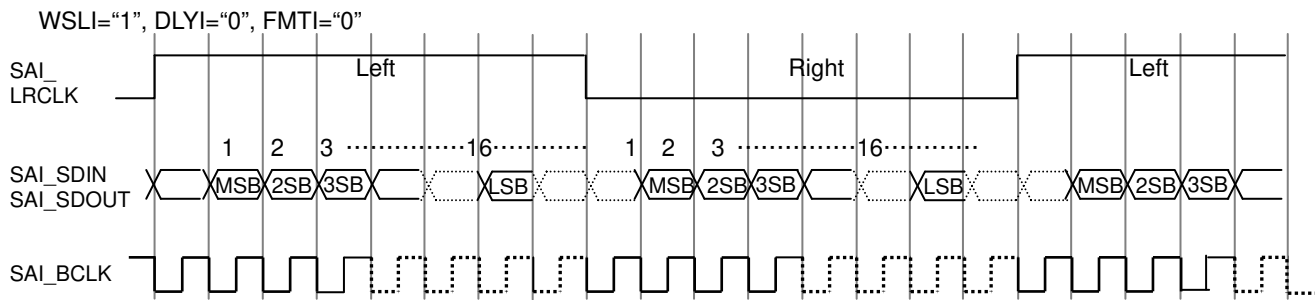 WSLI=“1”, DLYI=“0”, FMTI=“0”
SAI_
LRCLK
Left Right Left
1 2 3 16 1 2 3 16
SAI_SDIN
SAI_SDOUT
MSB 2SB 3SB LSB MSB 2SB 3SB LSB MSB 2SB 3SB
SAI_BCLK